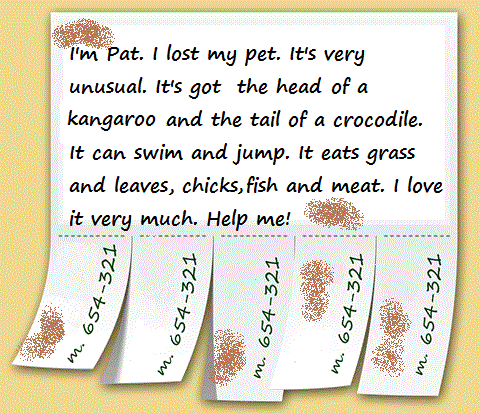 I'm Pat. I lost my pet. It's very
unusual. It's got the head of a
kangaroo and the tail of a crocodile.
It can swim and jump. It eats grass
and leaves, chicks,fish and meat. I love
it very much. Help me!
m. 654-321
m. 654-321
m. 654-321
m. 654-321
m. 654-321